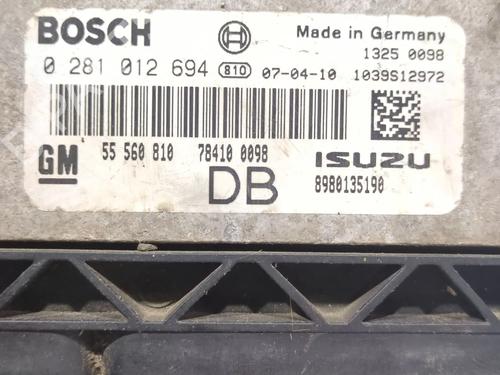 BOSCH
Made in Germany
1325 0098
0 281 012 694 810 07-04-10 1039S12972
GM 55 560 810 78410 0098 ISUZU
DB 8980135190